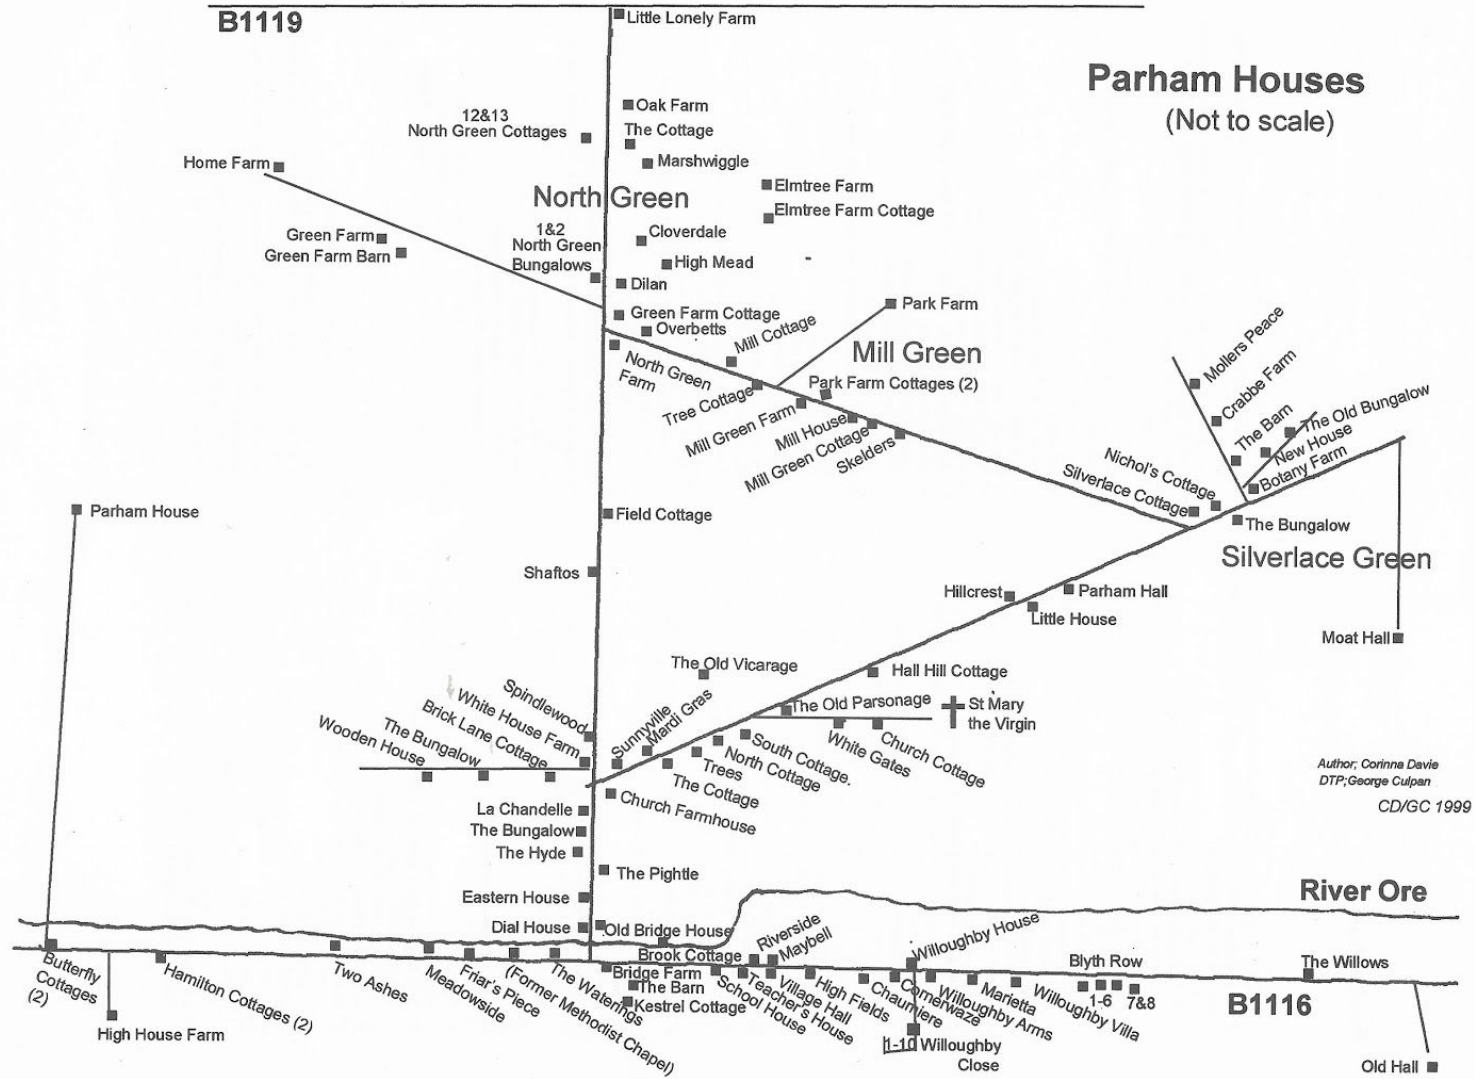 B1119
Little Lonely Farm
Parham Houses
(Not to scale)
Oak Farm
12&13
North Green Cottages
The Cottage
Marshwiggle
Home Farm
Elmtree Farm
North Green
Elmtree Farm Cottage
1&2
North Green
Bungalows
Cloverdale
Green Farm
Green Farm Barn
High Mead
Dilan
Park Farm
Green Farm Cottage
Overbetts
Mill Cottage
Mill Green
North Green
Farm
Tree Cottage
Park Farm Cottages (2)
Mill Green Farm
Mill House
Mill Green Cottage
Skelders
Mollers Peace
Crabbe Farm
The Barn
The Old Bungalow
New House
Botany Farm
Nichol's Cottage
Silverlace Cottage
The Bungalow
Silverlace Green
Parham House
Field Cottage
Shaftos
Hillcrest
Parham Hall
Little House
Moat Hall
The Old Vicarage
Hall Hill Cottage
The Old Parsonage
St Mary
the Virgin
Spindlewood
White House Farm
Brick Lane Cottage
The Bungalow
Wooden House
Sunnyville
Mardi Gras
South Cottage.
North Cottage
Trees
The Cottage
White Gates
Church Cottage
Church Farmhouse
Author; Corinna Davie
DTP;George Culpan
CD/GC 1999
La Chandelle
The Bungalow
The Hyde
The Pightle
Eastern House
Dial House
Old Bridge House
River Ore
Brook Cottage
Riverside
Maybell
Willoughby House
Butterfly
Cottages
(2)
Hamilton Cottages (2)
High House Farm
Two Ashes
Meadowside
Friar's Piece
(Former Methodist Chapel)
The Waterings
Bridge Farm
The Barn
Kestrel Cottage
School House
Teacher's House
Village Hall
High Fields
Chaumiere
Cornerwaze
Willoughby Arms
Marietta
Willoughby Villa
Blyth Row
1-6
7&8
The Willows
B1116
1-10 Willoughby
Close
Old Hall